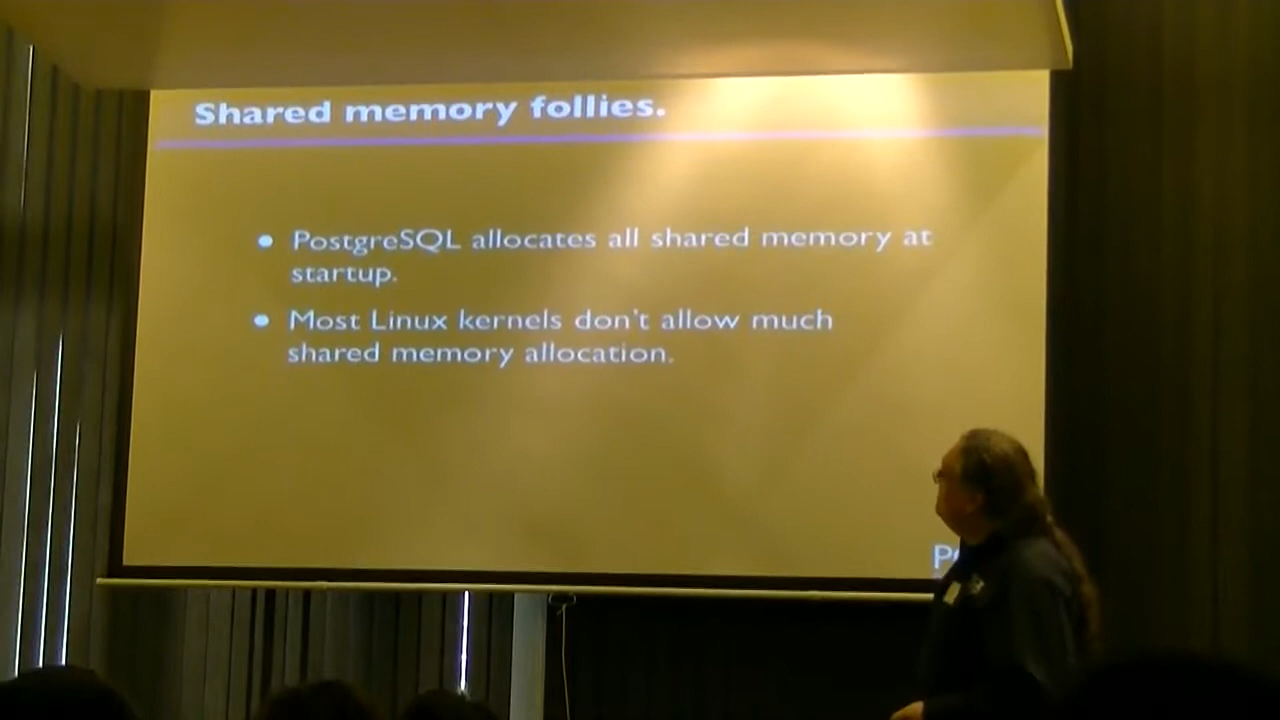 Shared memory follies.
• PostgreSQL allocates all shared memory at
startup.
• Most Linux kernels don't allow much
shared memory allocation.